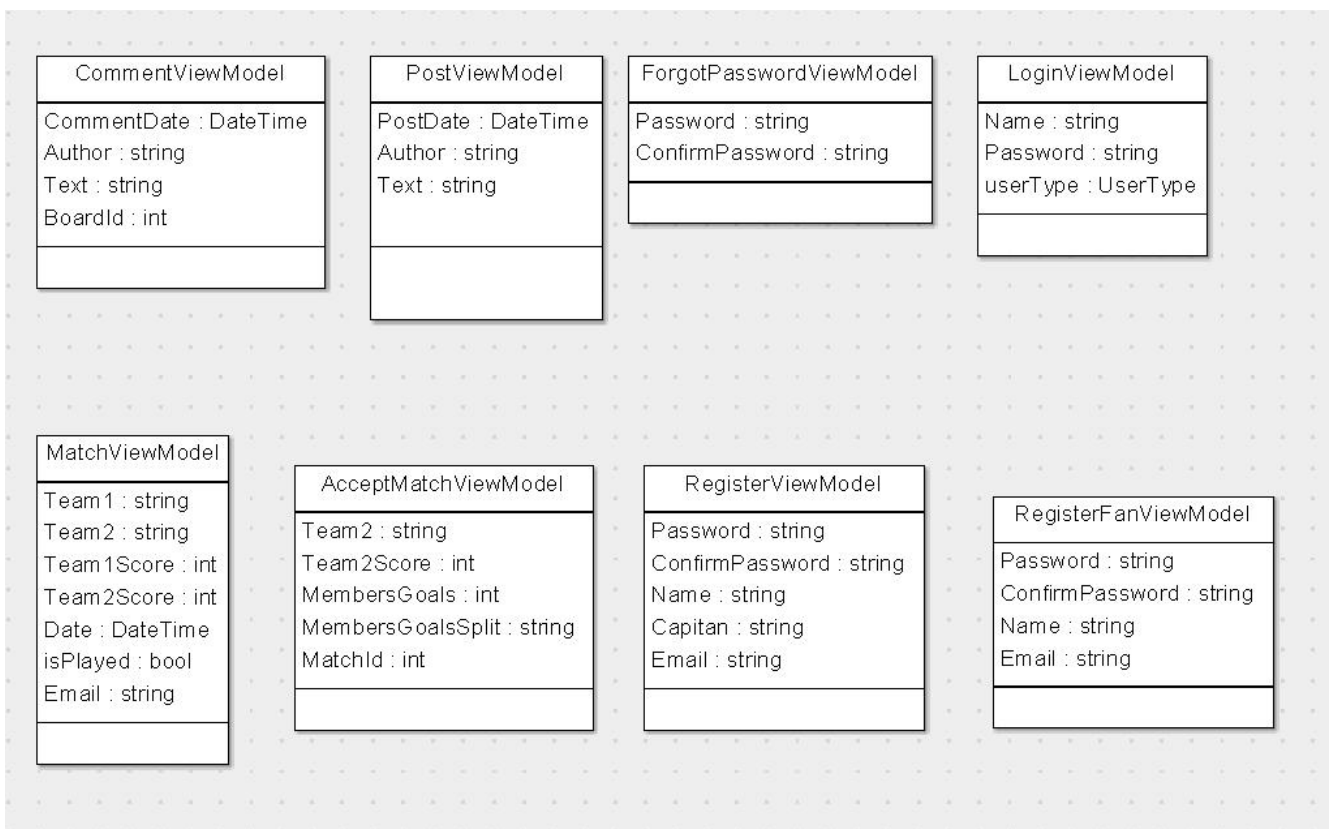 CommentViewModel
CommentDate : DateTime
Author : string
Text : string
BoardId : int
PostViewModel
PostDate : DateTime
Author : string
Text : string
ForgotPasswordViewModel
Password : string
ConfirmPassword : string
LoginViewModel
Name : string
Password : string
userType : UserType
MatchViewModel
Team1 : string
Team2 : string
Team1Score : int
Team2Score : int
Date : DateTime
isPlayed : bool
Email : string
AcceptMatchViewModel
Team2 : string
Team2Score : int
MembersGoals : int
MembersGoalsSplit : string
MatchId : int
RegisterViewModel
Password : string
ConfirmPassword : string
Name : string
Capitan : string
Email : string
RegisterFanViewModel
Password : string
ConfirmPassword : string
Name : string
Email : string